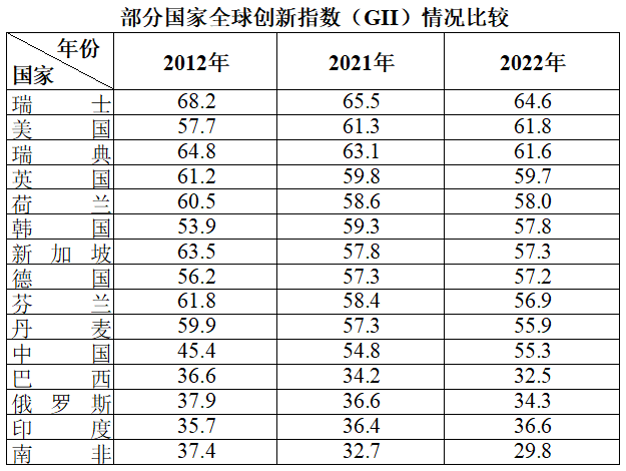 部分国家全球创新指数（GII）情况比较
年份
国家 2012年 2021年 2022年
瑞士 68.2 65.5 64.6
美国 57.7 61.3 61.8
瑞典 64.8 63.1 61.6
英国 61.2 59.8 59.7
荷兰 60.5 58.6 58.0
韩国 53.9 59.3 57.8
新加坡 63.5 57.8 57.3
德国 56.2 57.3 57.2
芬兰 61.8 58.4 56.9
丹麦 59.9 57.3 55.9
中国 45.4 54.8 55.3
巴西 36.6 34.2 32.5
俄罗斯 37.9 36.6 34.3
印度 35.7 36.4 36.6
南非 37.4 32.7 29.8